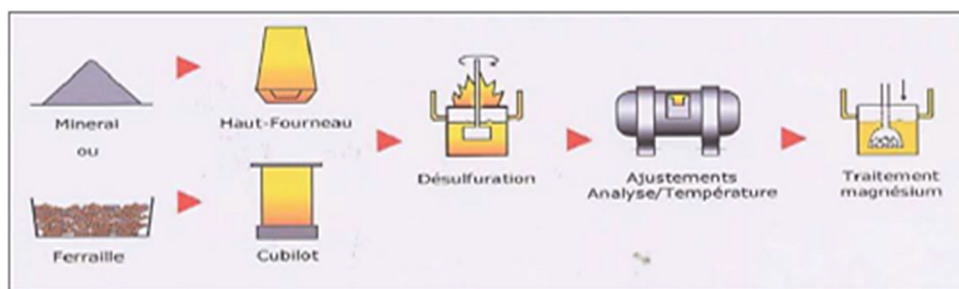 Mineral
ou
Ferraille
Haut-Fourneau
Cubilot
Désulfuration
Ajustements
Analyse/Température
Traitement
magnésium